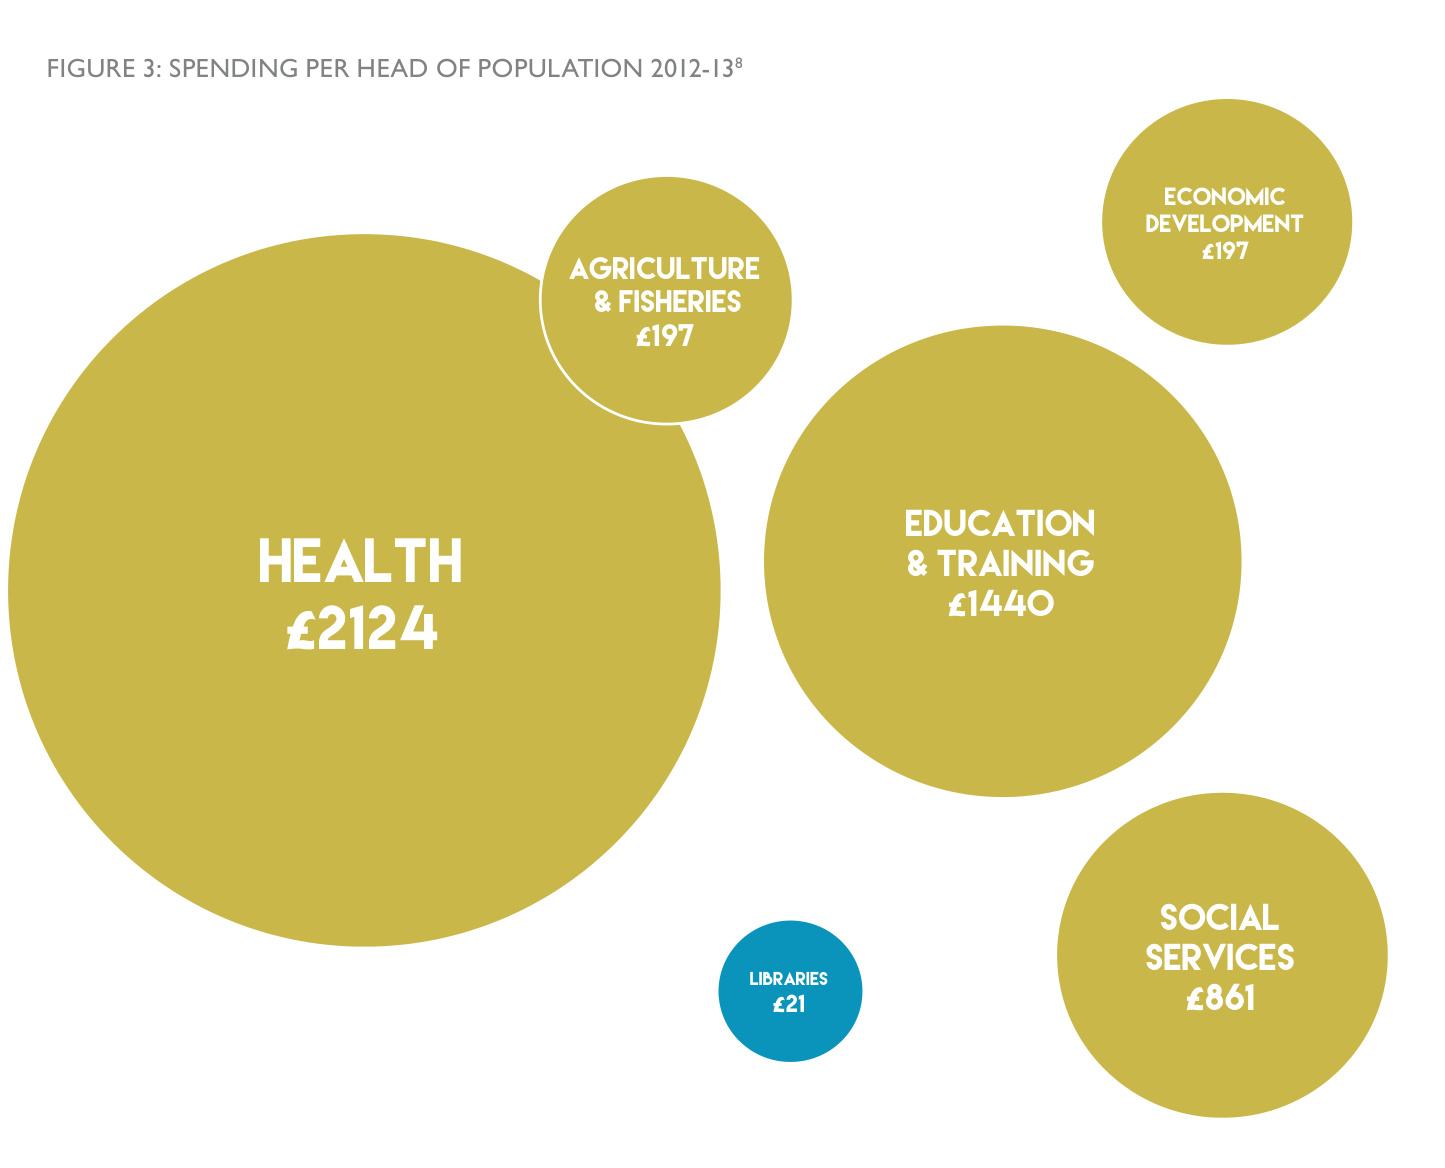 FIGURE 3: SPENDING PER HEAD OF POPULATION 2012-13⁸
ECONOMIC
DEVELOPMENT
£197
AGRICULTURE
& FISHERIES
£197
HEALTH
£2124
EDUCATION
& TRAINING
£1440
SOCIAL
SERVICES
£861
LIBRARIES
£21